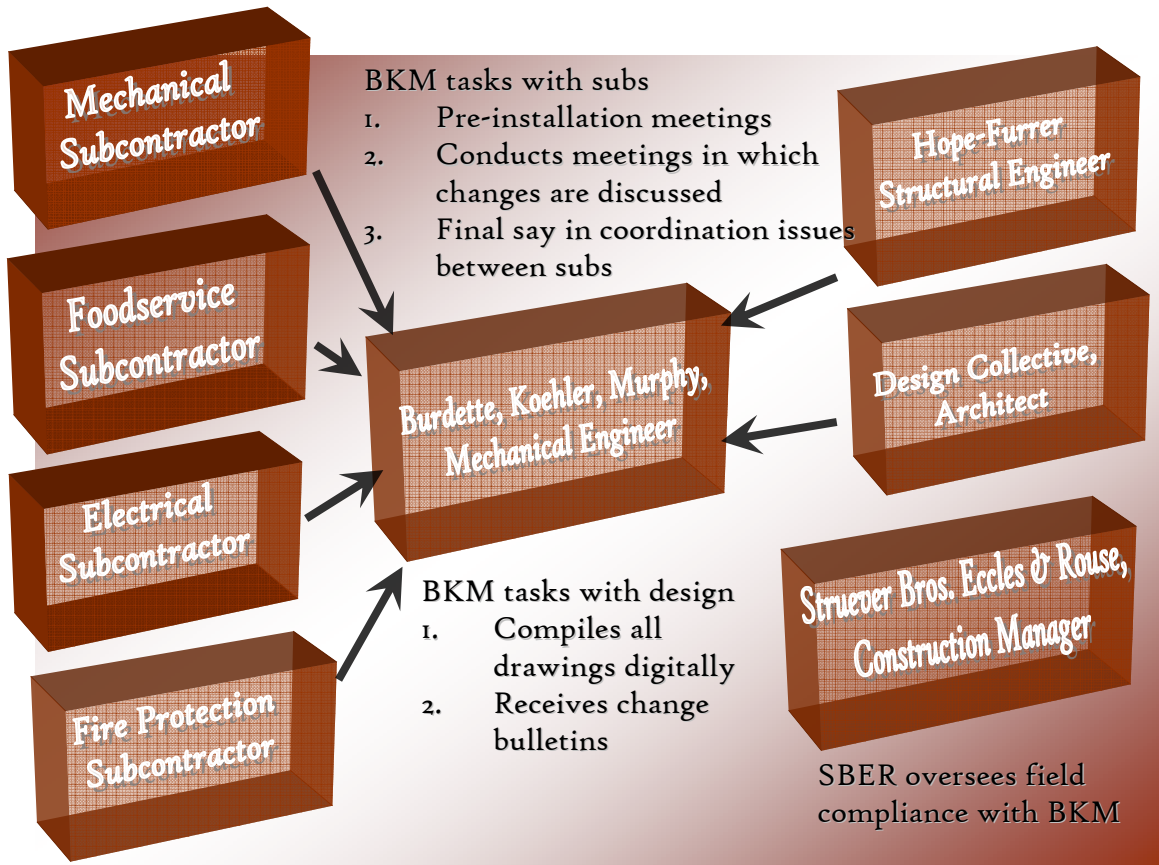 Mechanical
Subcontractor
Foodservice
Subcontractor
Electrical
Subcontractor
Fire Protection
Subcontractor
BKM tasks with subs
1. Pre-installation meetings
2. Conducts meetings in which
changes are discussed
3. Final say in coordination issues
between subs
Burdette, Koehler, Murphy,
Mechanical Engineer
BKM tasks with design
1. Compiles all
drawings digitally
2. Receives change
bulletins
Hope-Furrer
Structural Engineer
Design Collective,
Architect
Struever Bros. Eccles & Rouse,
Construction Manager
SBER oversees field
compliance with BKM